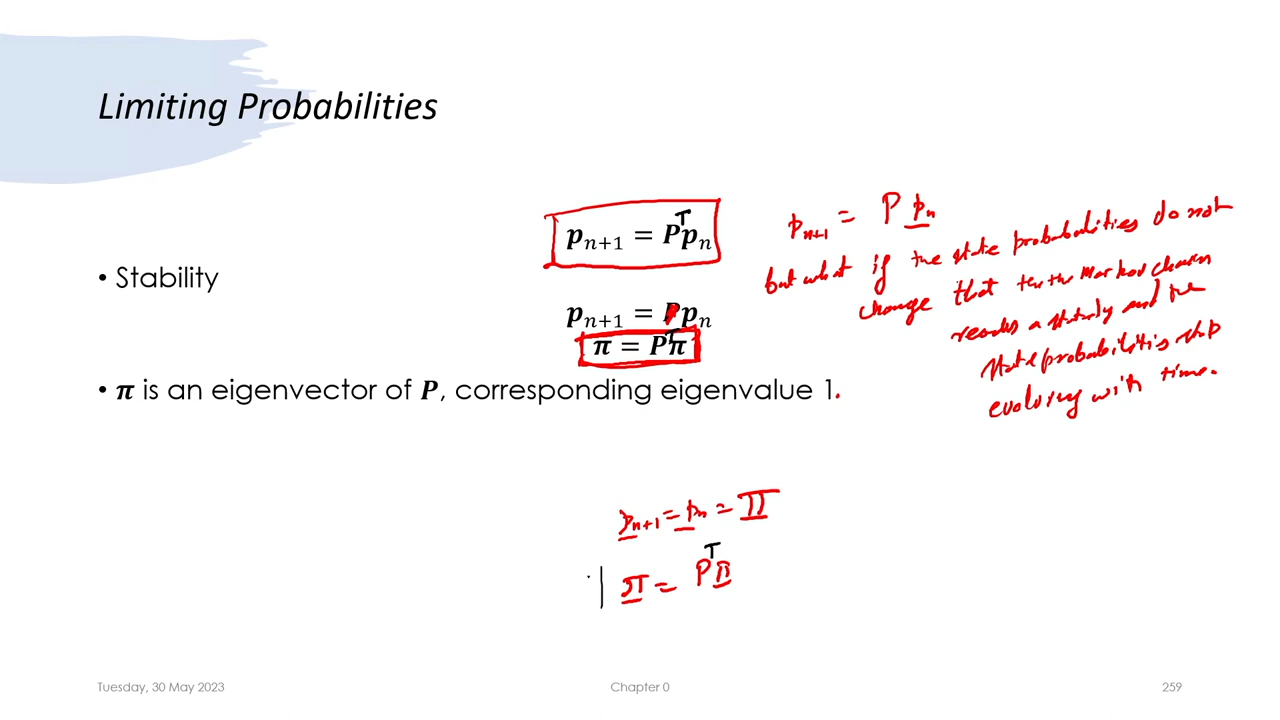 Limiting Probabilities
p_{n+1} = P^T p_n
• Stability
p_{n+1} = P p_n
π = P^T π
• π is an eigenvector of P, corresponding eigenvalue 1.
p_{n+1} = P p_n
but what if the state probabilities do not
change that the Markov chain
reaches a and the
state probabilities stop
evolving with time.
p_{n+1} = p_n = π
π = P^T π
Tuesday, 30 May 2023
Chapter 0
259